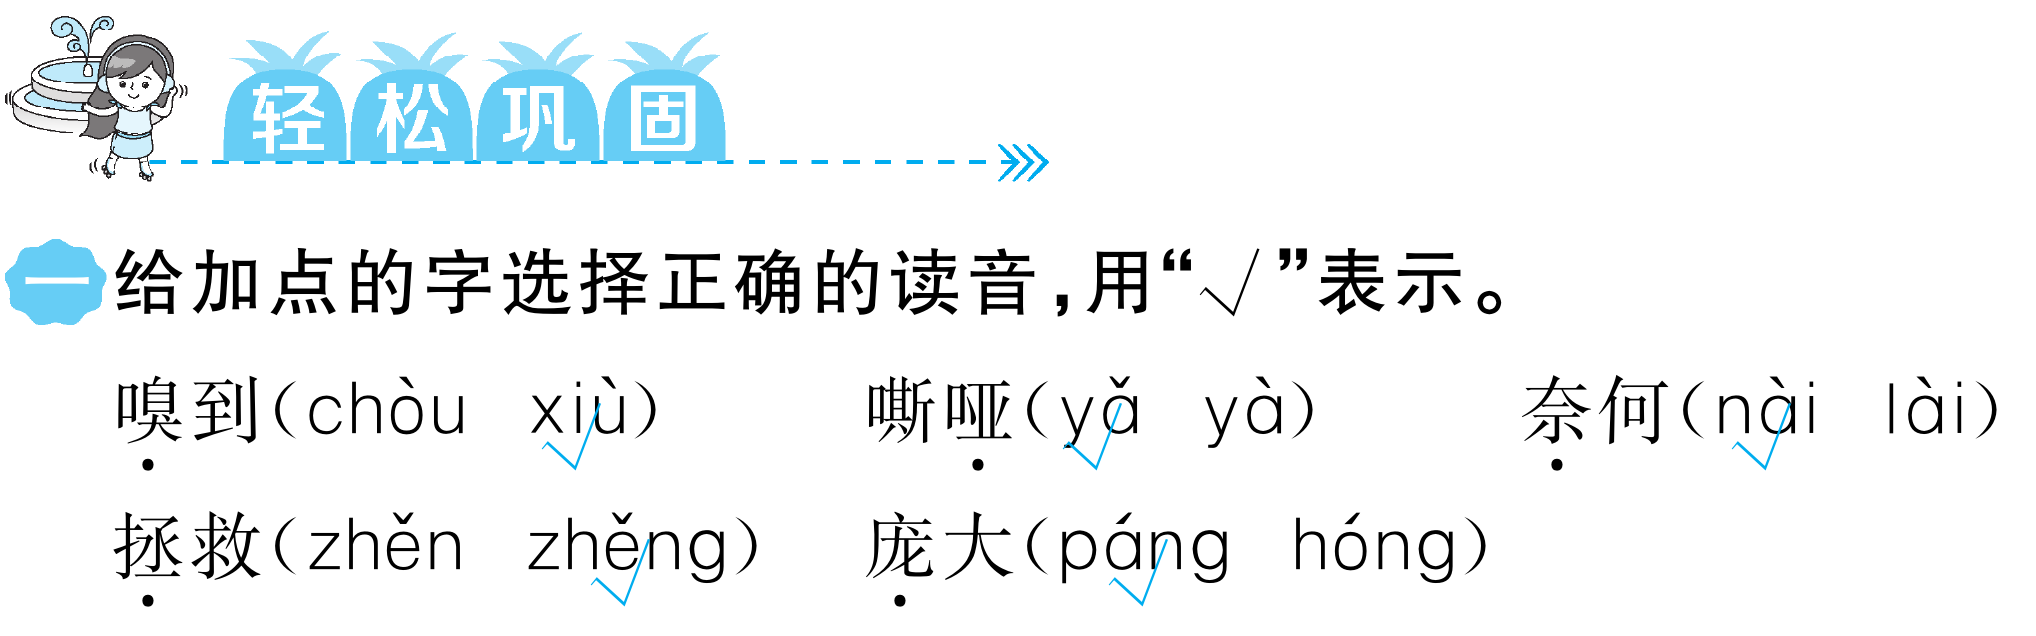 轻松巩固
一 给加点的字选择正确的读音,用“√”表示。
嗅到(chòu xiù√) 嘶哑(yǎ√ yà) 奈何(nài√ lài)
拯救(zhěn zhěng√) 庞大(páng√ hóng)